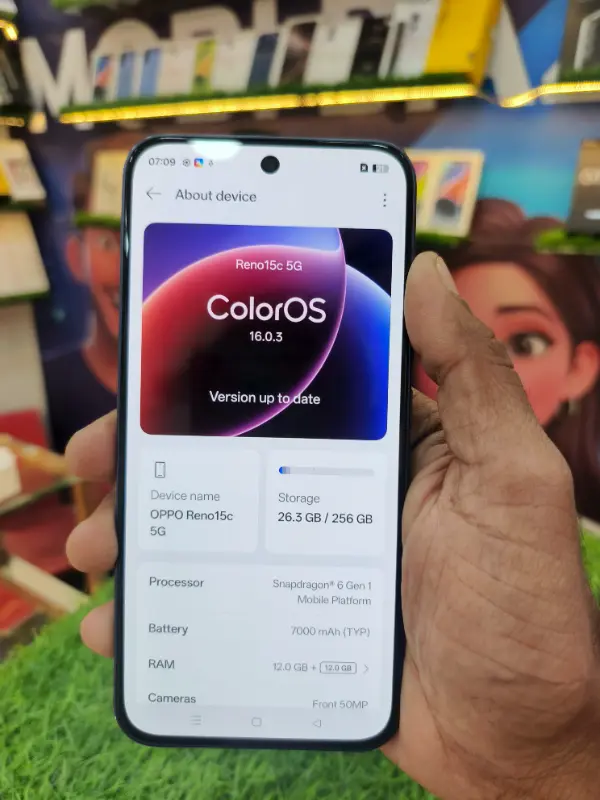 MOBILE
07:09
About device
Reno15c 5G
ColorOS
16.0.3
Version up to date
Device name
OPPO Reno15c
5G
Storage
26.3 GB / 256 GB
Processor
Snapdragon® 6 Gen 1
Mobile Platform
Battery
7000 mAh (TYP)
RAM
12.0 GB + 12.0 GB
Cameras
Front 50MP